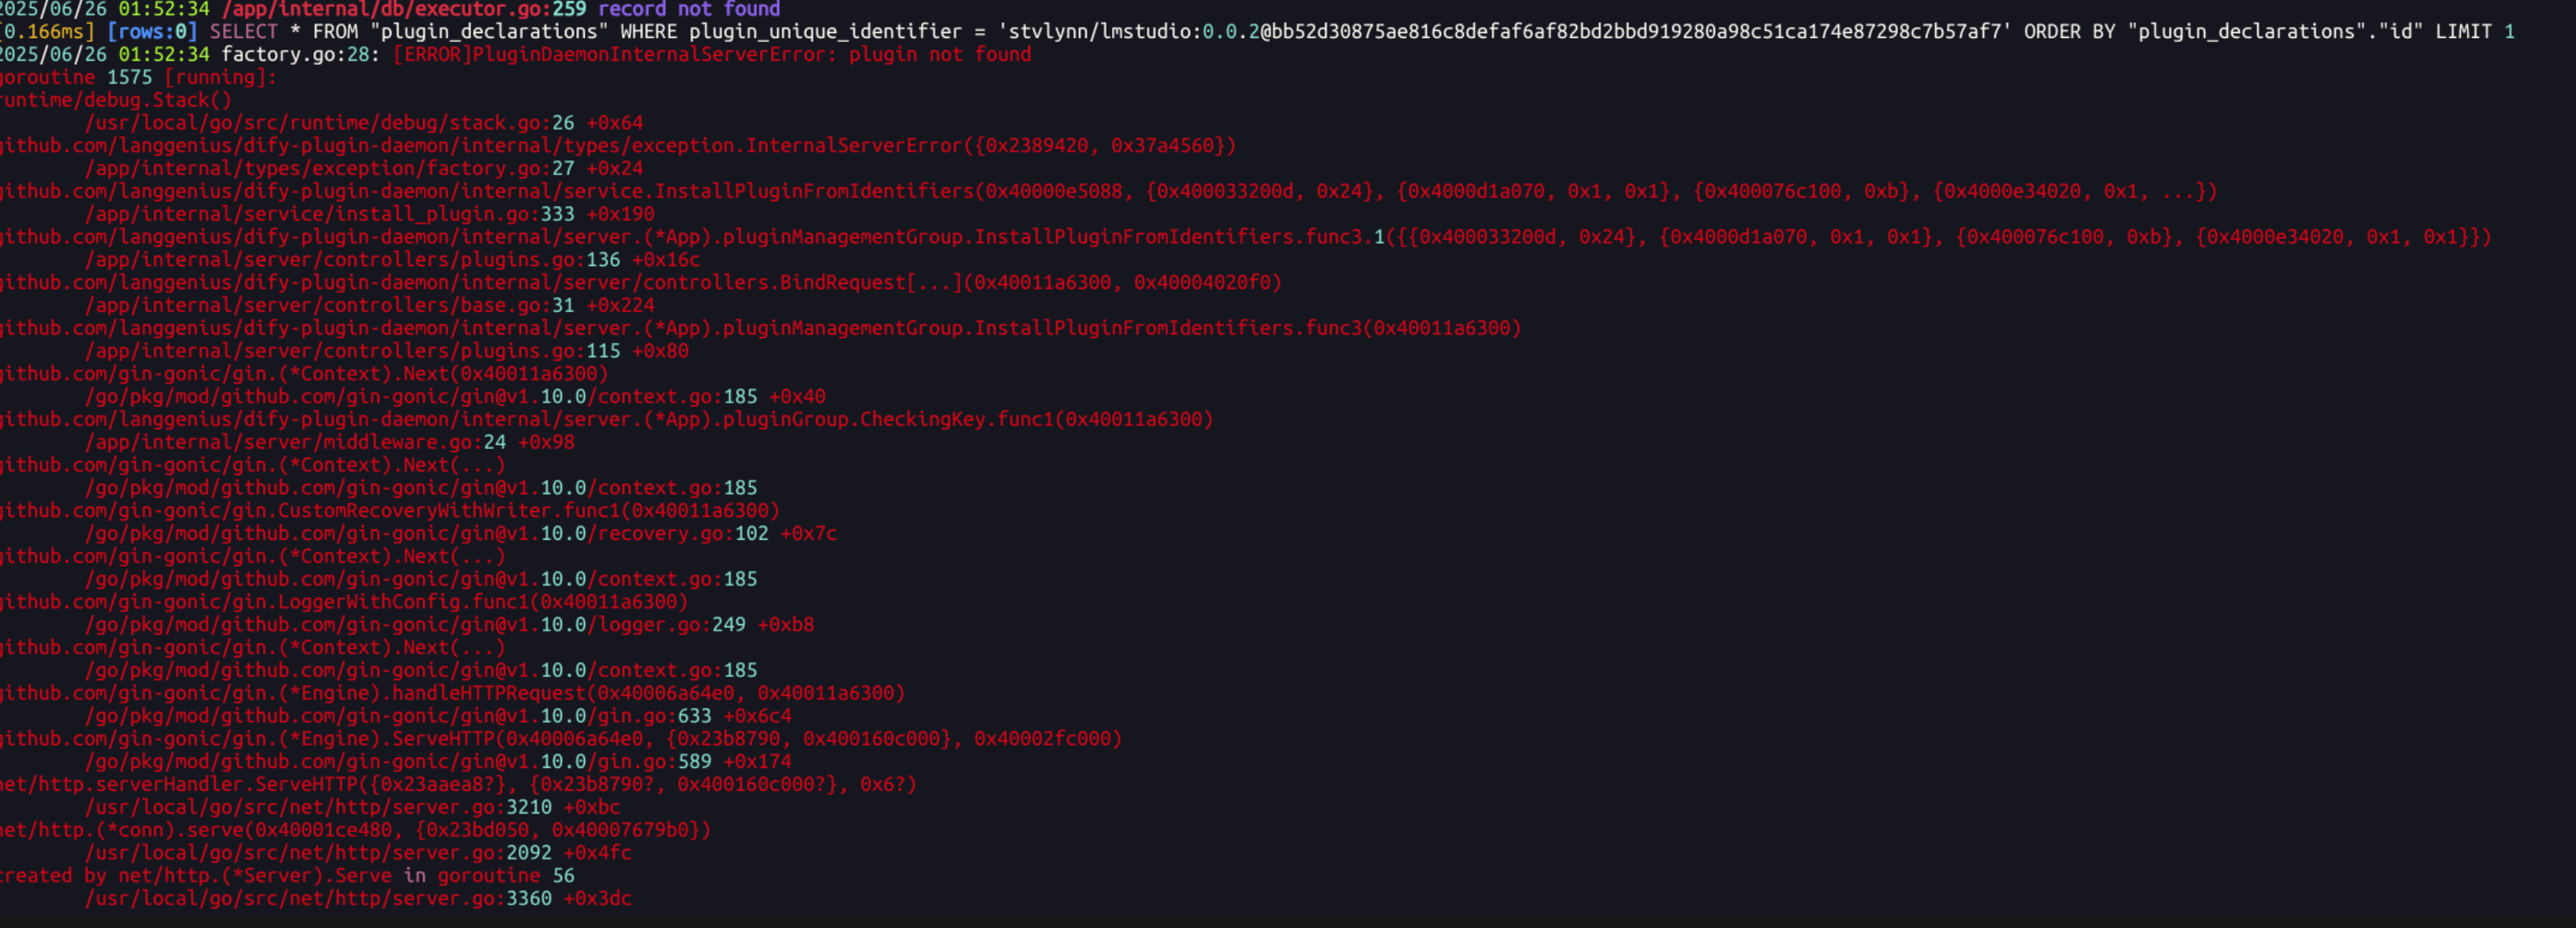 2025/06/26 01:52:34 /app/internal/db/executor.go:259 record not found
[0.166ms] [rows:0] SELECT * FROM "plugin_declarations" WHERE plugin_unique_identifier = 'stvlynn/lmstudio:0.0.2@bb52d30875ae816c8defaf6af82bd2bbd919280a98c51ca174e87298c7b57af7' ORDER BY "plugin_declarations"."id" LIMIT 1
2025/06/26 01:52:34 factory.go:28: [ERROR]PluginDaemonInternalServerError: plugin not found
goroutine 1575 [running]:
runtime/debug.Stack()
/usr/local/go/src/runtime/debug/stack.go:26 +0x64
github.com/langgenius/dify-plugin-daemon/internal/types/exception.InternalServerError({0x2389420, 0x37a4560})
/app/internal/types/exception/factory.go:27 +0x24
github.com/langgenius/dify-plugin-daemon/internal/service.InstallPluginFromIdentifiers(0x40000e5088, {0x400033200d, 0x24}, {0x4000d1a070, 0x1, 0x1}, {0x400076c100, 0xb}, {0x4000e34020, 0x1, ...})
/app/internal/service/install_plugin.go:333 +0x190
github.com/langgenius/dify-plugin-daemon/internal/server.(*App).pluginManagementGroup.InstallPluginFromIdentifiers.func3.1({{0x400033200d, 0x24}, {0x4000d1a070, 0x1, 0x1}, {0x400076c100, 0xb}, {0x4000e34020, 0x1, 0x1}})
/app/internal/server/controllers/plugins.go:136 +0x16c
github.com/langgenius/dify-plugin-daemon/internal/server/controllers.BindRequest[...](0x40011a6300, 0x40004020f0)
/app/internal/server/controllers/base.go:31 +0x224
github.com/langgenius/dify-plugin-daemon/internal/server.(*App).pluginManagementGroup.InstallPluginFromIdentifiers.func3(0x40011a6300)
/app/internal/server/controllers/plugins.go:115 +0x80
github.com/gin-gonic/gin.(*Context).Next(0x40011a6300)
/go/pkg/mod/github.com/gin-gonic/gin@v1.10.0/context.go:185 +0x40
github.com/langgenius/dify-plugin-daemon/internal/server.(*App).pluginGroup.CheckingKey.func1(0x40011a6300)
/app/internal/server/middleware.go:24 +0x98
github.com/gin-gonic/gin.(*Context).Next(...)
/go/pkg/mod/github.com/gin-gonic/gin@v1.10.0/context.go:185
github.com/gin-gonic/gin.CustomRecoveryWithWriter.func1(0x40011a6300)
/go/pkg/mod/github.com/gin-gonic/gin@v1.10.0/recovery.go:102 +0x7c
github.com/gin-gonic/gin.(*Context).Next(...)
/go/pkg/mod/github.com/gin-gonic/gin@v1.10.0/context.go:185
github.com/gin-gonic/gin.LoggerWithConfig.func1(0x40011a6300)
/go/pkg/mod/github.com/gin-gonic/gin@v1.10.0/logger.go:249 +0xb8
github.com/gin-gonic/gin.(*Context).Next(...)
/go/pkg/mod/github.com/gin-gonic/gin@v1.10.0/context.go:185
github.com/gin-gonic/gin.(*Engine).handleHTTPRequest(0x40006a64e0, 0x40011a6300)
/go/pkg/mod/github.com/gin-gonic/gin@v1.10.0/gin.go:633 +0x6c4
github.com/gin-gonic/gin.(*Engine).ServeHTTP(0x40006a64e0, {0x23b8790, 0x400160c000}, 0x40002fc000)
/go/pkg/mod/github.com/gin-gonic/gin@v1.10.0/gin.go:589 +0x174
net/http.serverHandler.ServeHTTP({0x23aaea8?}, {0x23b8790?, 0x400160c000?}, 0x6?)
/usr/local/go/src/net/http/server.go:3210 +0xbc
net/http.(*conn).serve(0x40001ce480, {0x23bd050, 0x40007679b0})
/usr/local/go/src/net/http/server.go:2092 +0x4fc
created by net/http.(*Server).Serve in goroutine 56
/usr/local/go/src/net/http/server.go:3360 +0x3dc